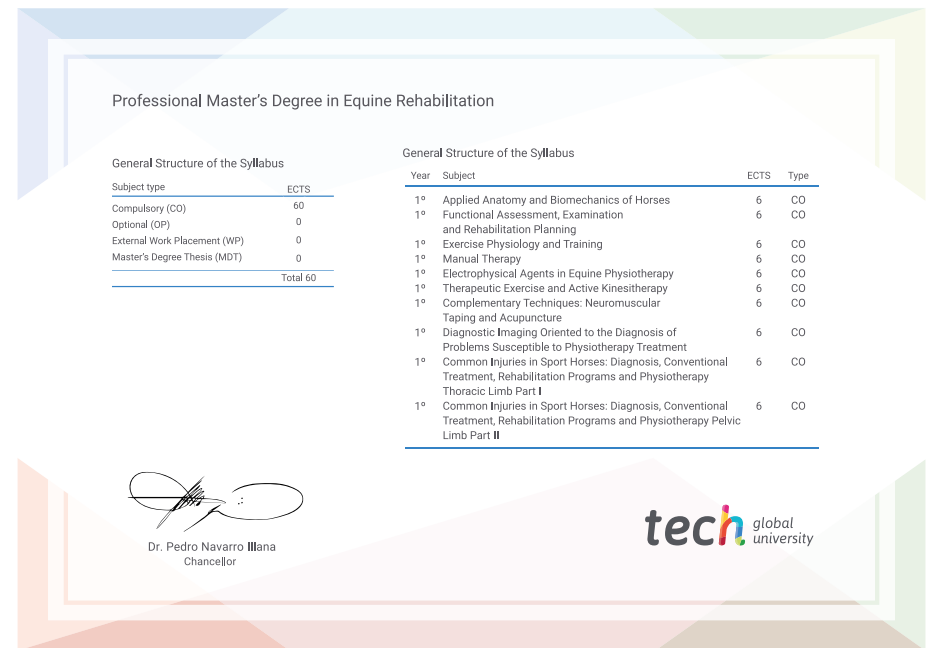 Professional Master's Degree in Equine Rehabilitation
General Structure of the Syllabus
Subject type ECTS
Compulsory (CO) 60
Optional (OP) 0
External Work Placement (WP) 0
Master's Degree Thesis (MDT) 0
Total 60
General Structure of the Syllabus
Year Subject ECTS Type
1º Applied Anatomy and Biomechanics of Horses 6 CO
1º Functional Assessment, Examination 6 CO
and Rehabilitation Planning
1º Exercise Physiology and Training 6 CO
1º Manual Therapy 6 CO
1º Electrophysical Agents in Equine Physiotherapy 6 CO
1º Therapeutic Exercise and Active Kinesitherapy 6 CO
1º Complementary Techniques: Neuromuscular 6 CO
Taping and Acupuncture
1º Diagnostic Imaging Oriented to the Diagnosis of 6 CO
Problems Susceptible to Physiotherapy Treatment
1º Common Injuries in Sport Horses: Diagnosis, Conventional 6 CO
Treatment, Rehabilitation Programs and Physiotherapy
Thoracic Limb Part I
1º Common Injuries in Sport Horses: Diagnosis, Conventional 6 CO
Treatment, Rehabilitation Programs and Physiotherapy Pelvic
Limb Part II
Dr. Pedro Navarro Illana
Chancellor
tech global
university